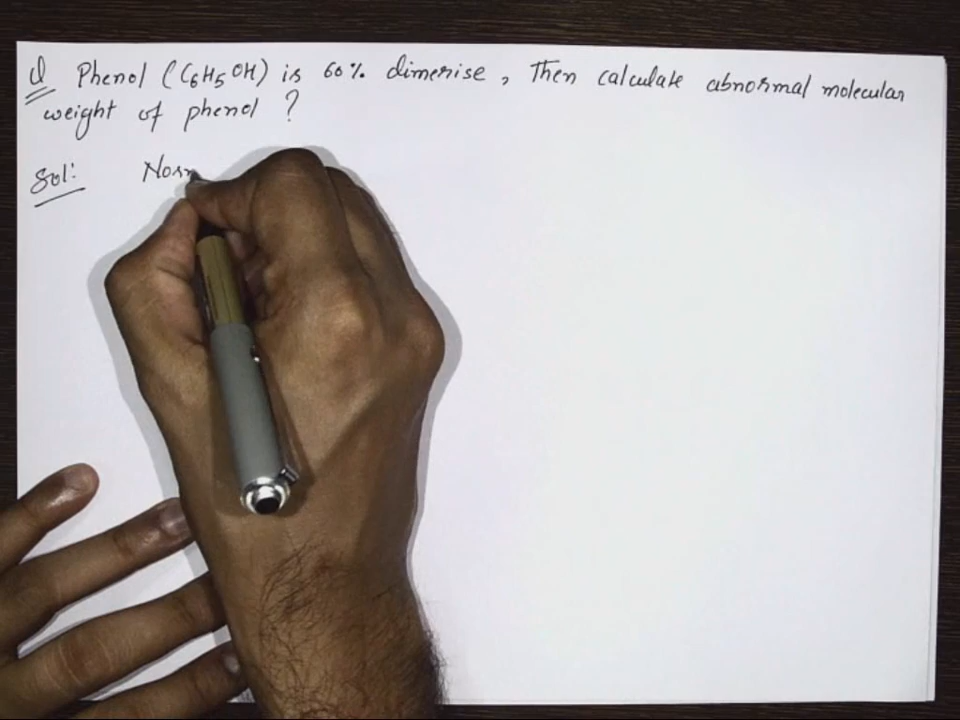 Q Phenol (C6H5OH) is 60% dimerise, Then calculate abnormal molecular
weight of phenol ?
Sol: